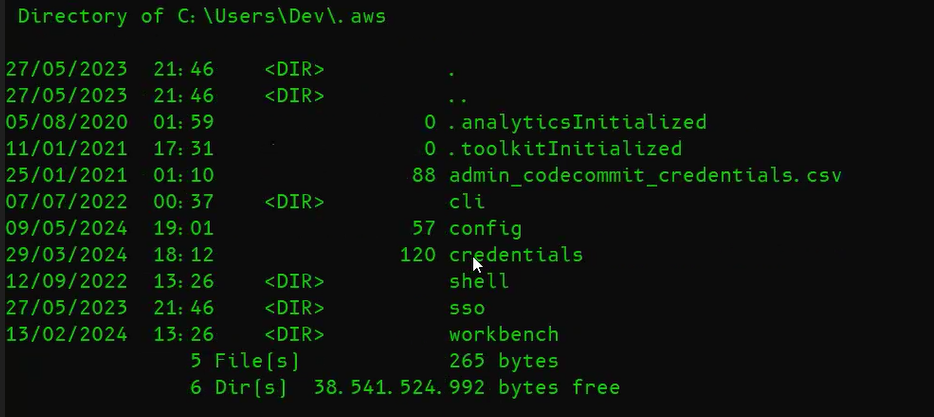 Directory of C:\Users\Dev\.aws
27/05/2023 21:46 <DIR> .
27/05/2023 21:46 <DIR> ..
05/08/2020 01:59 0 .analyticsInitialized
11/01/2021 17:31 0 .toolkitInitialized
25/01/2021 01:10 88 admin_codecommit_credentials.csv
07/07/2022 00:37 <DIR> cli
09/05/2024 19:01 57 config
29/03/2024 18:12 120 credentials
12/09/2022 13:26 <DIR> shell
27/05/2023 21:46 <DIR> sso
13/02/2024 13:26 <DIR> workbench
5 File(s) 265 bytes
6 Dir(s) 38.541.524.992 bytes free